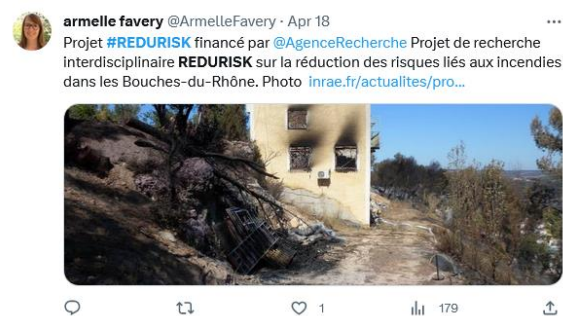 armelle favery @ArmelleFavery · Apr 18
Projet #REDURISK financé par @AgenceRecherche Projet de recherche
interdisciplinaire REDURISK sur la réduction des risques liés aux incendies
dans les Bouches-du-Rhône. Photo inrae.fr/actualites/pro...
1
179